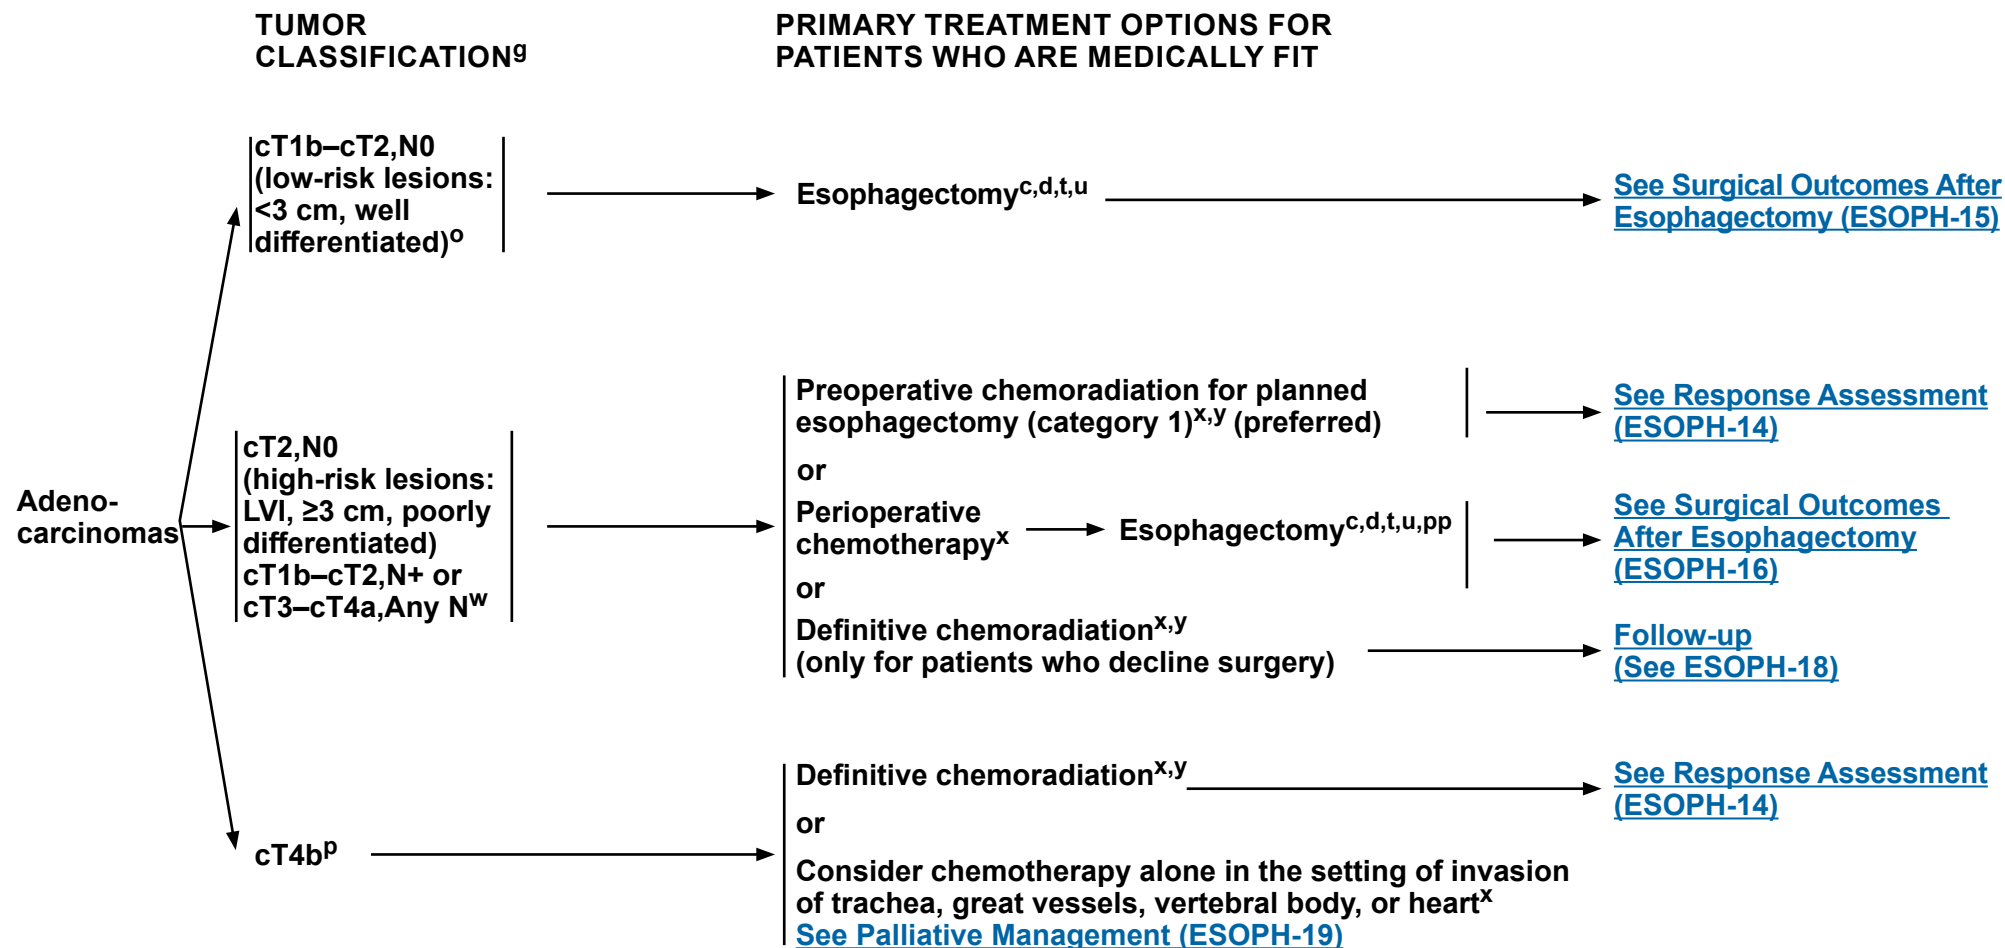 TUMOR
CLASSIFICATIONg
PRIMARY TREATMENT OPTIONS FOR
PATIENTS WHO ARE MEDICALLY FIT
Adeno-
carcinomas
cT1b–cT2,N0
(low-risk lesions:
<3 cm, well
differentiated)o
Esophagectomyc,d,t,u
See Surgical Outcomes After
Esophagectomy (ESOPH-15)
cT2,N0
(high-risk lesions:
LVI, ≥3 cm, poorly
differentiated)
cT1b–cT2,N+ or
cT3–cT4a,Any Nw
Preoperative chemoradiation for planned
esophagectomy (category 1)x,y (preferred)
See Response Assessment
(ESOPH-14)
or
Perioperative
chemotherapyx
Esophagectomyc,d,t,u,pp
See Surgical Outcomes
After Esophagectomy
(ESOPH-16)
or
Definitive chemoradiationx,y
(only for patients who decline surgery)
Follow-up
(See ESOPH-18)
cT4bp
Definitive chemoradiationx,y
See Response Assessment
(ESOPH-14)
or
Consider chemotherapy alone in the setting of invasion
of trachea, great vessels, vertebral body, or heartx
See Palliative Management (ESOPH-19)